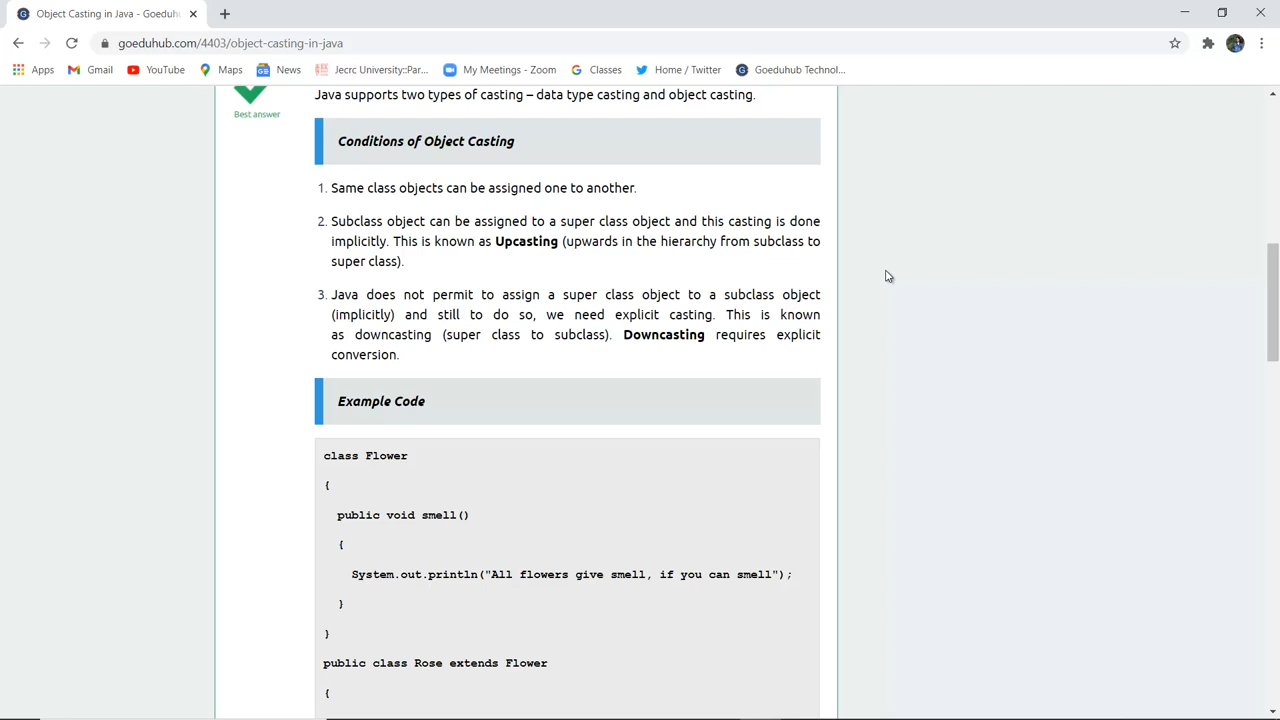 Object Casting in Java - Goeduh
goeduhub.com/4403/object-casting-in-java
Apps Gmail YouTube Maps News Jecrc University::Par... My Meetings - Zoom Classes Home / Twitter Goeduhub Technol...
Java supports two types of casting – data type casting and object casting.
Best answer
Conditions of Object Casting
1. Same class objects can be assigned one to another.
2. Subclass object can be assigned to a super class object and this casting is done
implicitly. This is known as Upcasting (upwards in the hierarchy from subclass to
super class).
3. Java does not permit to assign a super class object to a subclass object
(implicitly) and still to do so, we need explicit casting. This is known
as downcasting (super class to subclass). Downcasting requires explicit
conversion.
Example Code
class Flower
{
public void smell()
{
System.out.println("All flowers give smell, if you can smell");
}
}
public class Rose extends Flower
{